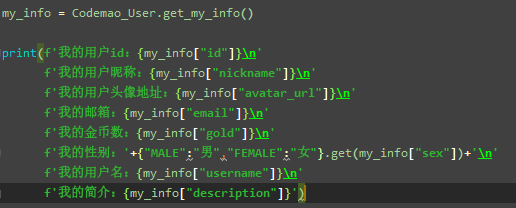 my_info = Codemao_User.get_my_info()
print(f'我的用户id：{my_info["id"]}\n'
f'我的用户昵称：{my_info["nickname"]}\n'
f'我的用户头像地址：{my_info["avatar_url"]}\n'
f'我的邮箱：{my_info["email"]}\n'
f'我的金币数：{my_info["gold"]}\n'
f'我的性别：'+{"MALE":"男","FEMALE":"女"}.get(my_info["sex"])+'\n'
f'我的用户名：{my_info["username"]}\n'
f'我的简介：{my_info["description"]}')